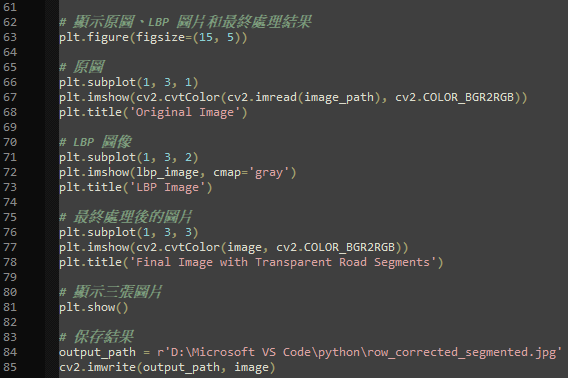 61
62 # 顯示原圖、LBP 圖片和最終處理結果
63 plt.figure(figsize=(15, 5))
64
65 # 原圖
66 plt.subplot(1, 3, 1)
67 plt.imshow(cv2.cvtColor(cv2.imread(image_path), cv2.COLOR_BGR2RGB))
68 plt.title('Original Image')
69
70 # LBP 圖像
71 plt.subplot(1, 3, 2)
72 plt.imshow(lbp_image, cmap='gray')
73 plt.title('LBP Image')
74
75 # 最終處理後的圖片
76 plt.subplot(1, 3, 3)
77 plt.imshow(cv2.cvtColor(image, cv2.COLOR_BGR2RGB))
78 plt.title('Final Image with Transparent Road Segments')
79
80 # 顯示三張圖片
81 plt.show()
82
83 # 保存結果
84 output_path = r'D:\Microsoft VS Code\python\row_corrected_segmented.jpg'
85 cv2.imwrite(output_path, image)